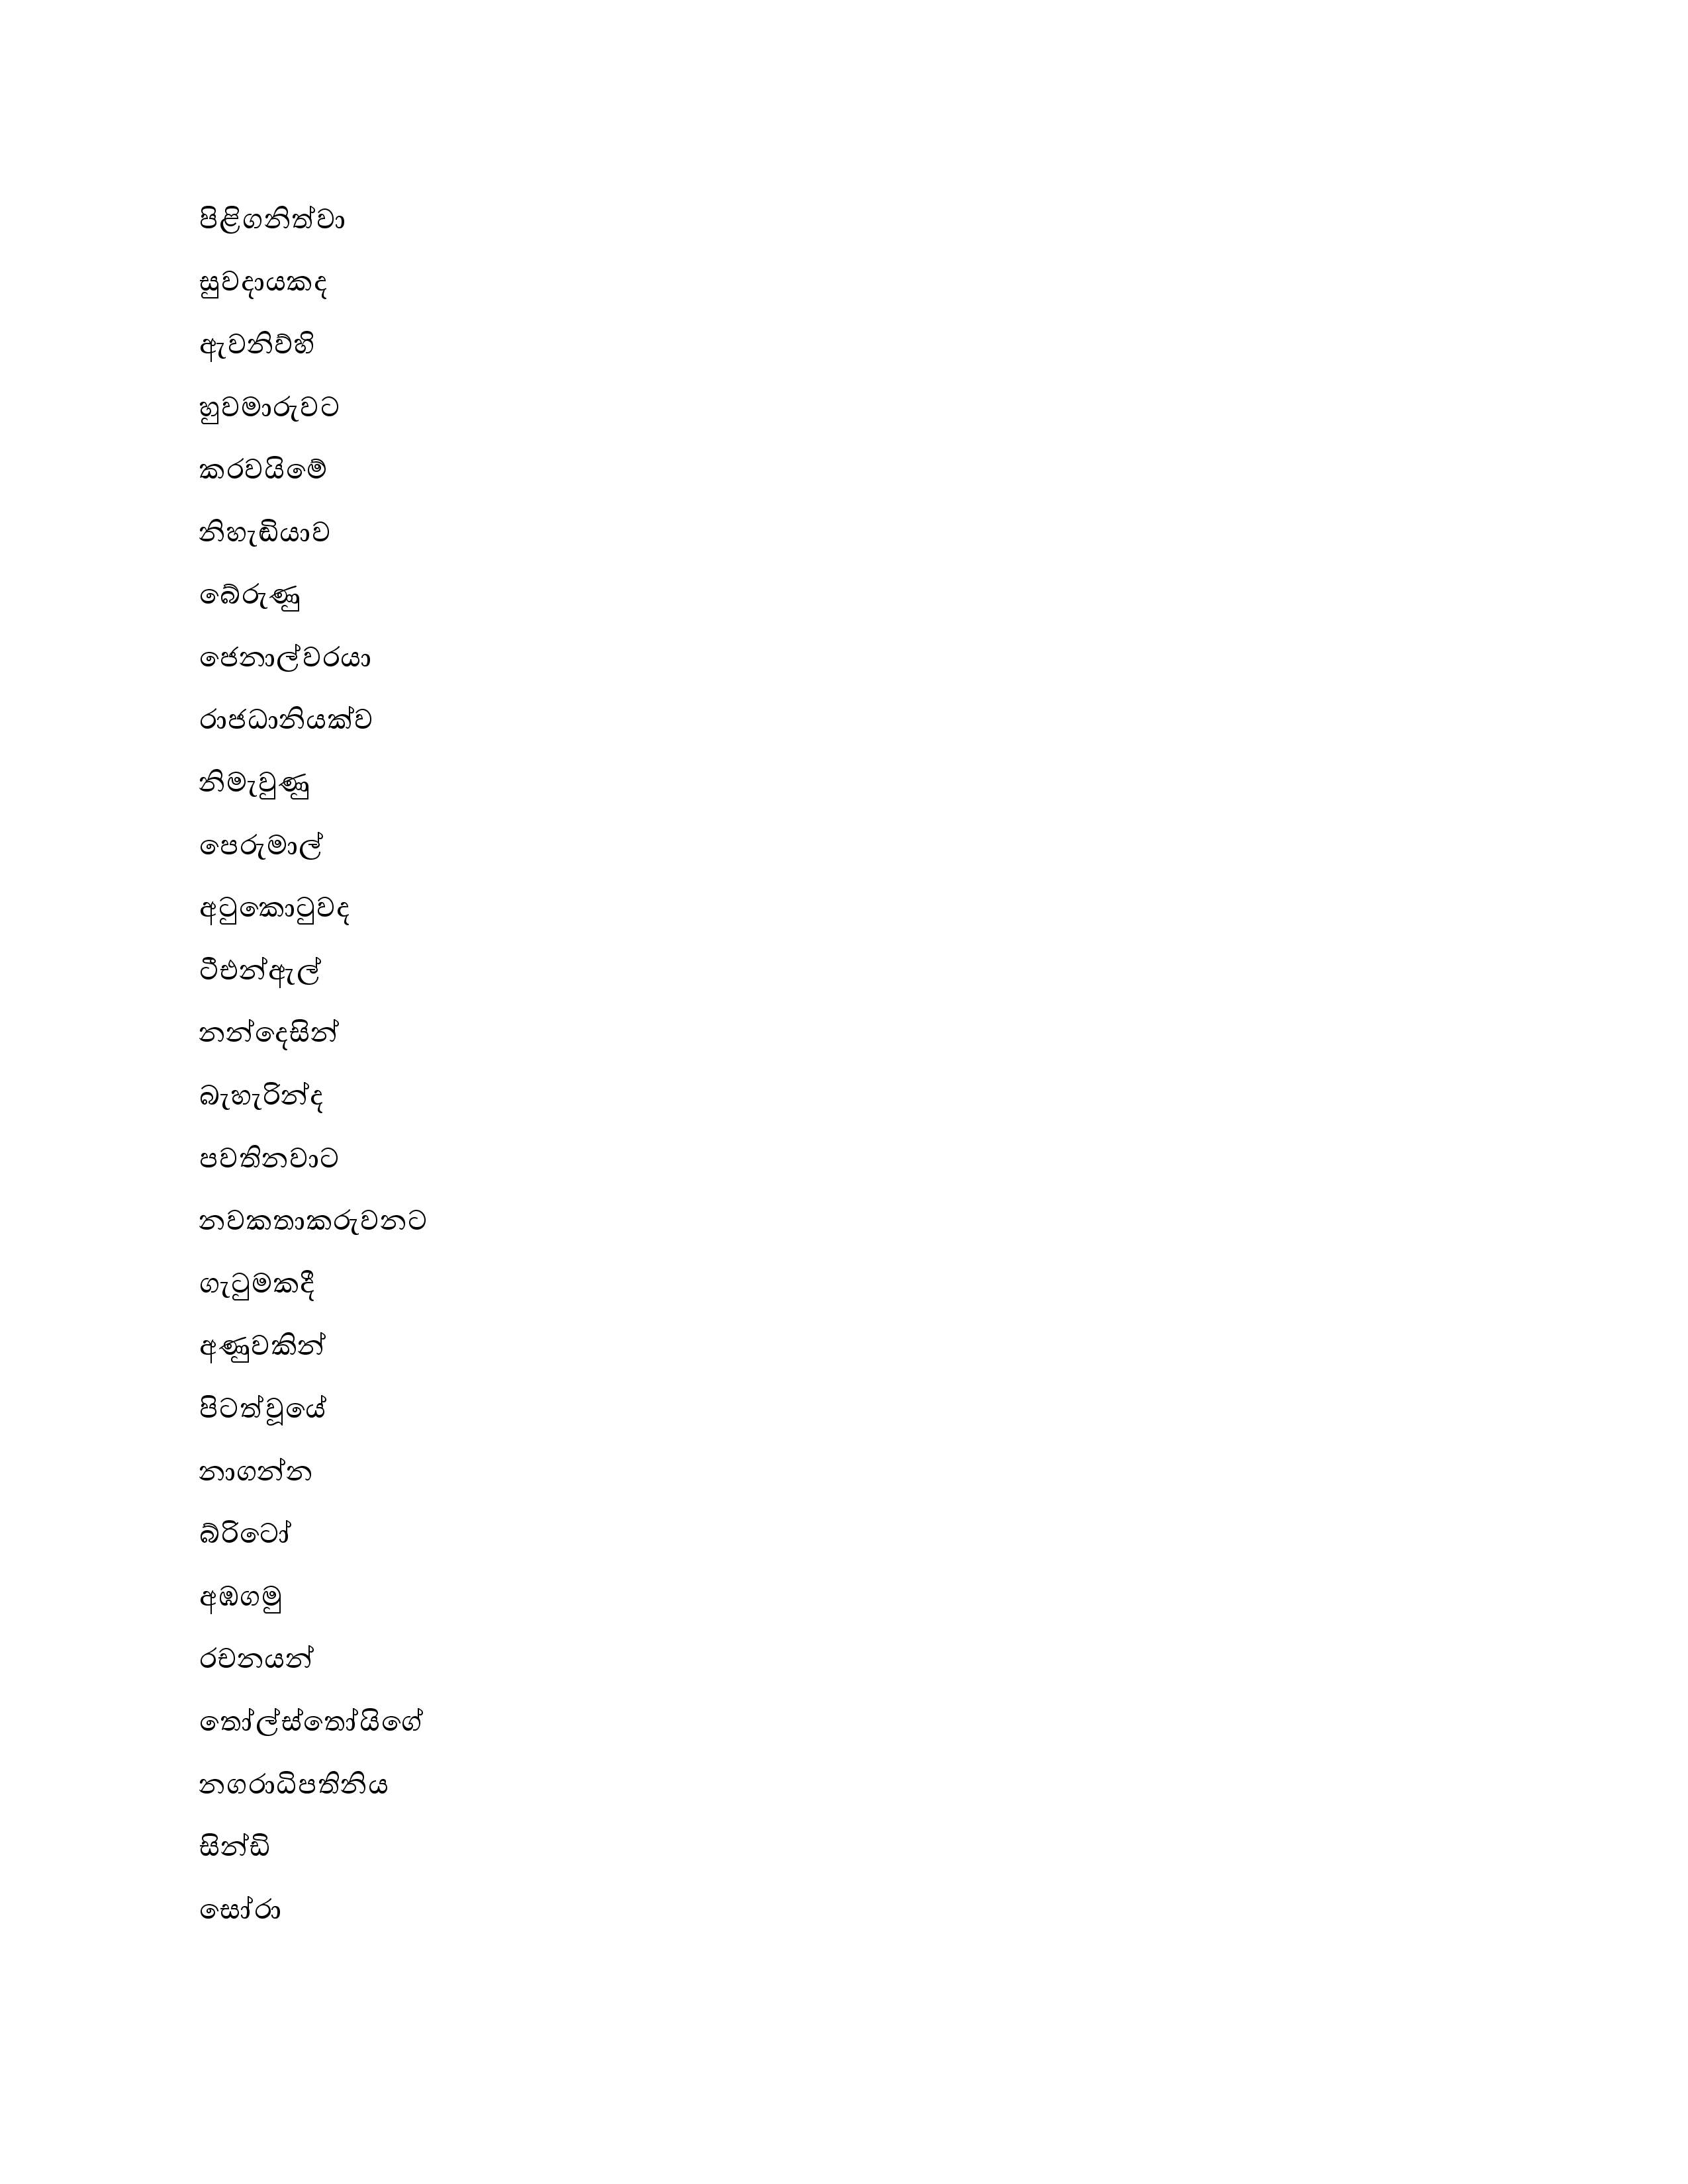 පිළිගනිත්වා
සුවදායකද
ඇවනිව්හි
හුවමාරුවට
කරවයිමේ
නිහැඬියාව
බේරුණු
ජෙනාල්වරයා
රාජධානියක්ව
නිමැවුණු
පෙරුමාල්
අටුකොටුවද
ටීඑන්ඇල්
නන්දෙසින්
බැහැරින්ද
පවතිනවාට
නවකතාකරුවනට
ගැටුමකදී
අණුවකින්
පිටත්වූයේ
නාගන්න
බ්රිටෝ
අඹගමු
රචනයන්
තෝල්ස්තෝයිගේ
නගරාධිපතිනිය
සින්ඩි
සෝරා